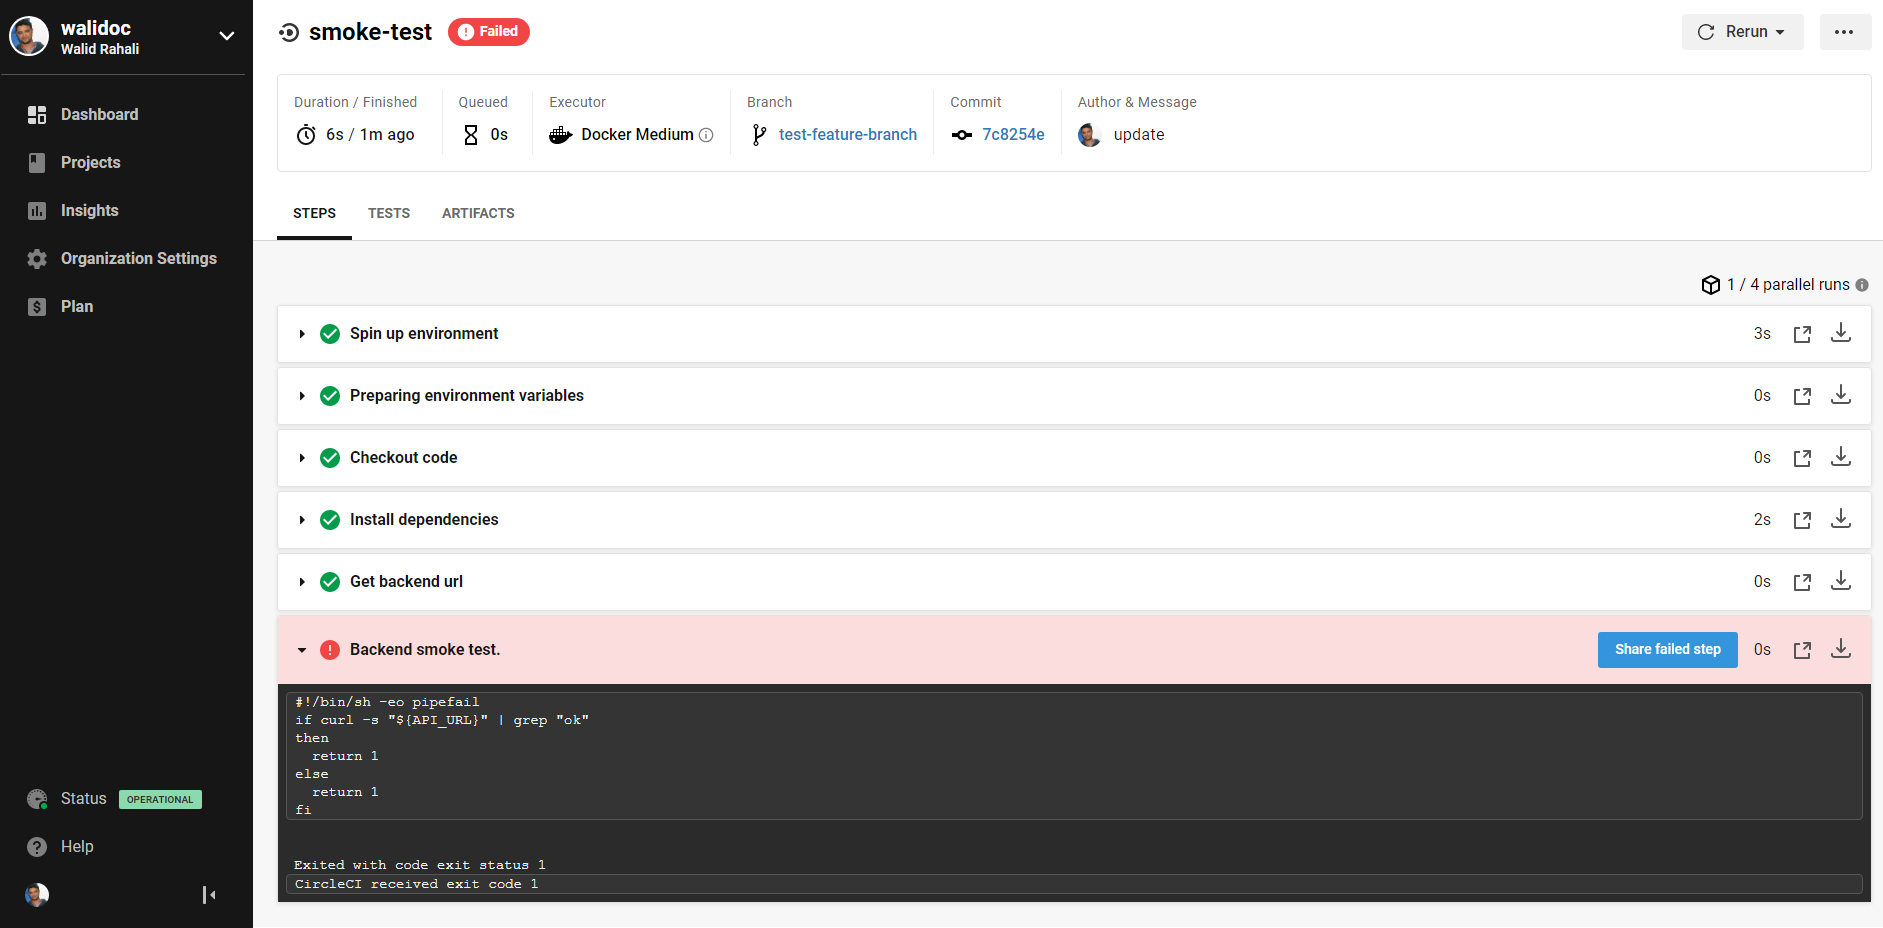 walidoc
Walid Rahali
Dashboard
Projects
Insights
Organization Settings
Plan
Status OPERATIONAL
Help
smoke-test Failed
Rerun
Duration / Finished Queued Executor Branch Commit Author & Message
6s / 1m ago 0s Docker Medium test-feature-branch 7c8254e update
STEPS TESTS ARTIFACTS
1 / 4 parallel runs
Spin up environment 3s
Preparing environment variables 0s
Checkout code 0s
Install dependencies 2s
Get backend url 0s
Backend smoke test. Share failed step 0s
#!/bin/sh -eo pipefail
if curl -s "${API_URL}" | grep "ok"
then
  return 1
else
  return 1
fi
Exited with code exit status 1
CircleCI received exit code 1